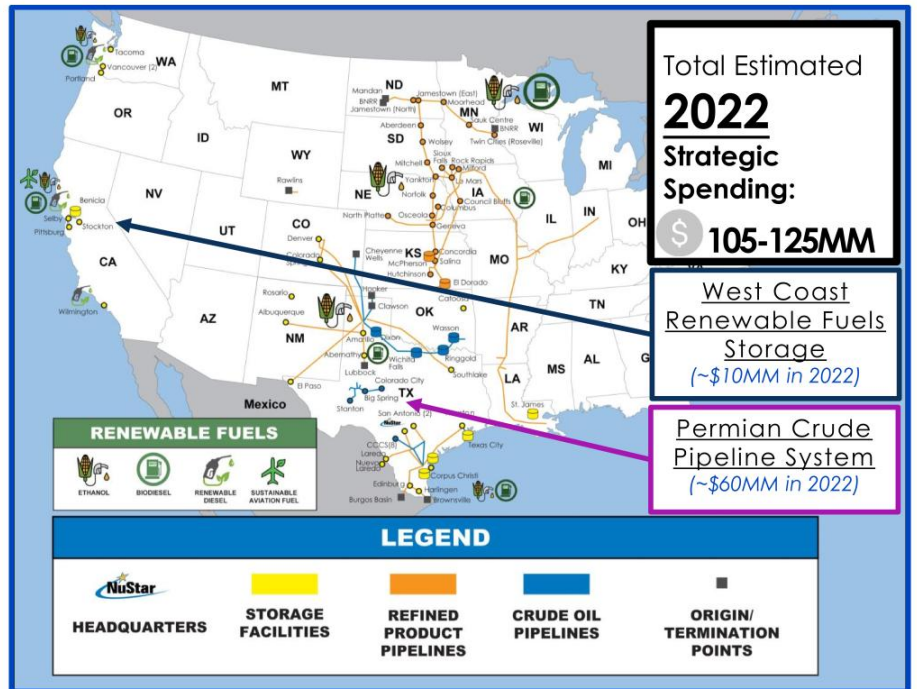 Total Estimated
2022
Strategic
Spending:
$ 105-125MM
West Coast
Renewable Fuels
Storage
(~$10MM in 2022)
Permian Crude
Pipeline System
(~$60MM in 2022)
Tacoma
WA
Vancouver (2)
Portland
OR
ID
MT
ND
Mandan
BNRR
Jamestown (North)
Jamestown (East)
Moorhead
MN
Sauk Centre
BNRR
Twin Cities (Roseville)
WI
MI
Aberdeen
SD
Wolsey
Sioux
Falls
Rock Rapids
Milford
Mitchell
Yankton
Le Mars
WY
Rawlins
NE
Norfolk
IA
Council Bluffs
Columbus
North Platte
Osceola
Geneva
IL
IN
OH
NV
UT
CO
Denver
Colorado
Cheyenne
Wells
KS
Concordia
Salina
McPherson
Hutchinson
El Dorado
MO
KY
Benicia
Selby
Stockton
Pittsburg
CA
Wilmington
AZ
NM
Rosario
Albuquerque
El Paso
Hooker
Clawson
OK
Amarillo
Dixon
Wasson
Abernathy
Lubbock
Wichita
Falls
Ringgold
Southlake
TN
AR
MS
AL
LA
St. James
Mexico
Colorado City
Big Spring
Stanton
TX
San Antonio (2)
NuStar
Texas City
CCCS(8)
Laredo
Nuevo
Laredo
Corpus Christi
Edinburg
Harlingen
Burgos Basin
Brownsville
RENEWABLE FUELS
ETHANOL
BIODIESEL
RENEWABLE
DIESEL
SUSTAINABLE
AVIATION FUEL
LEGEND
NuStar
HEADQUARTERS
STORAGE
FACILITIES
REFINED
PRODUCT
PIPELINES
CRUDE OIL
PIPELINES
ORIGIN/
TERMINATION
POINTS